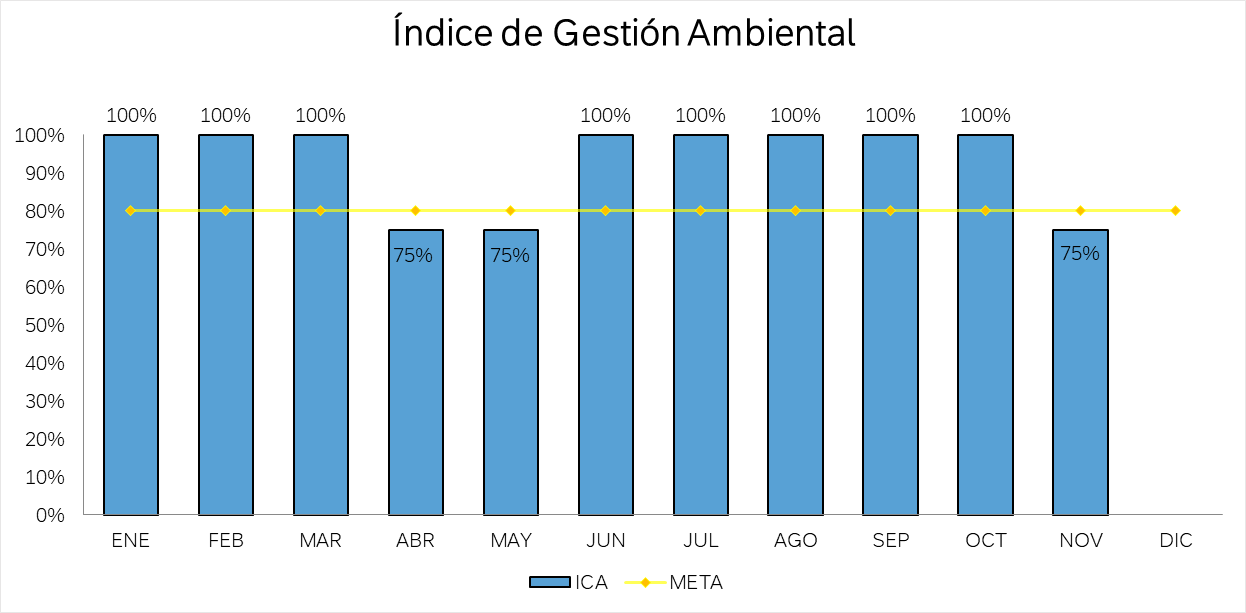 Índice de Gestión Ambiental
100% 100% 100% 100% 100% 100% 100% 100%
100%
90%
80%
70%
75% 75% 75%
60%
50%
40%
30%
20%
10%
0%
ENE FEB MAR ABR MAY JUN JUL AGO SEP OCT NOV DIC
ICA META